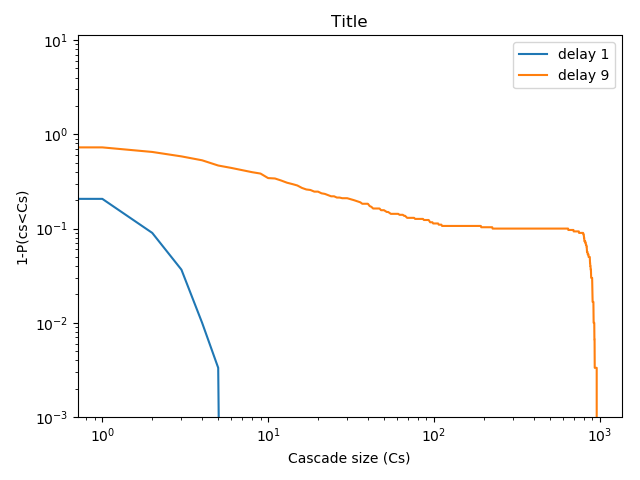 Title
10¹
10⁰
10⁻¹
10⁻²
10⁻³
1-P(cs<Cs)
delay 1
delay 9
10⁰
10¹
10²
10³
Cascade size (Cs)